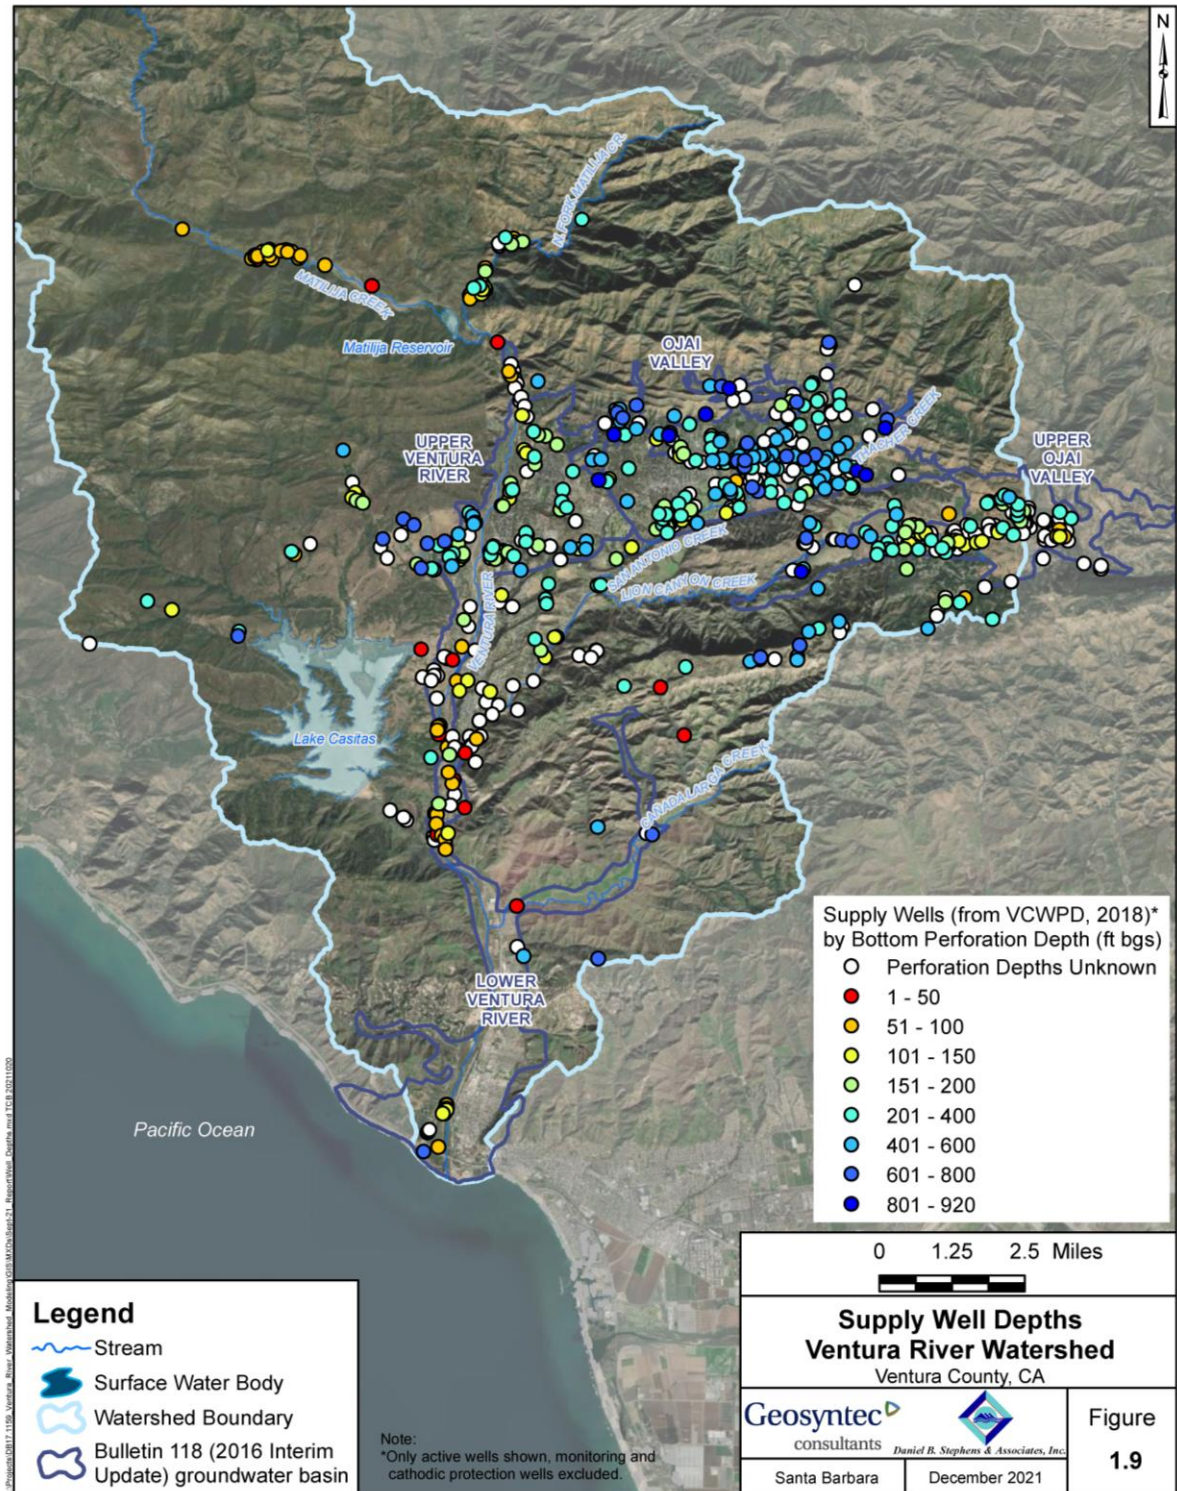 N
N. FORK MATILIJA CR.
MATILIJA CREEK
Matilija Reservoir
OJAI
VALLEY
THACHER CREEK
UPPER
VENTURA
RIVER
UPPER
OJAI
VALLEY
SAN ANTONIO CREEK
LION CANYON CREEK
VENTURA RIVER
Lake Casitas
CAÑADA LARGA CREEK
LOWER
VENTURA
RIVER
Pacific Ocean
Supply Wells (from VCWPD, 2018)*
by Bottom Perforation Depth (ft bgs)
Perforation Depths Unknown
1 - 50
51 - 100
101 - 150
151 - 200
201 - 400
401 - 600
601 - 800
801 - 920
0 1.25 2.5 Miles
Supply Well Depths
Ventura River Watershed
Ventura County, CA
Geosyntec
consultants
Daniel B. Stephens & Associates, Inc.
Figure
1.9
Santa Barbara
December 2021
Legend
Stream
Surface Water Body
Watershed Boundary
Bulletin 118 (2016 Interim
Update) groundwater basin
Note:
*Only active wells shown, monitoring and
cathodic protection wells excluded.